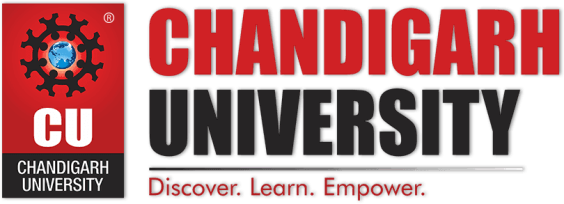 ®
CU
CHANDIGARH
UNIVERSITY
CHANDIGARH
UNIVERSITY
Discover. Learn. Empower.